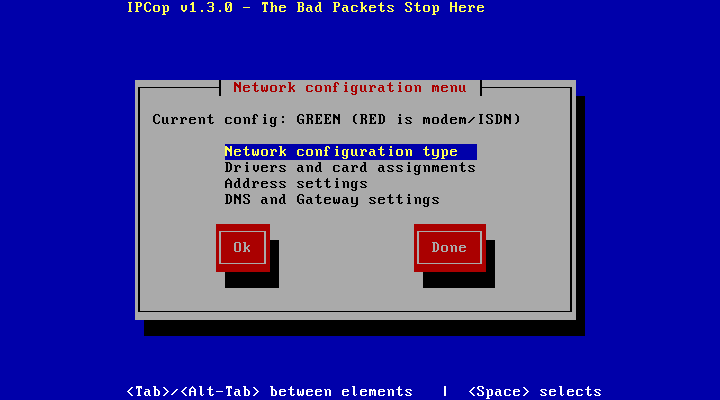 IPCop v1.3.0 - The Bad Packets Stop Here
Network configuration menu
Current config: GREEN (RED is modem/ISDN)
Network configuration type
Drivers and card assignments
Address settings
DNS and Gateway settings
Ok Done
<Tab>/<Alt-Tab> between elements | <Space> selects